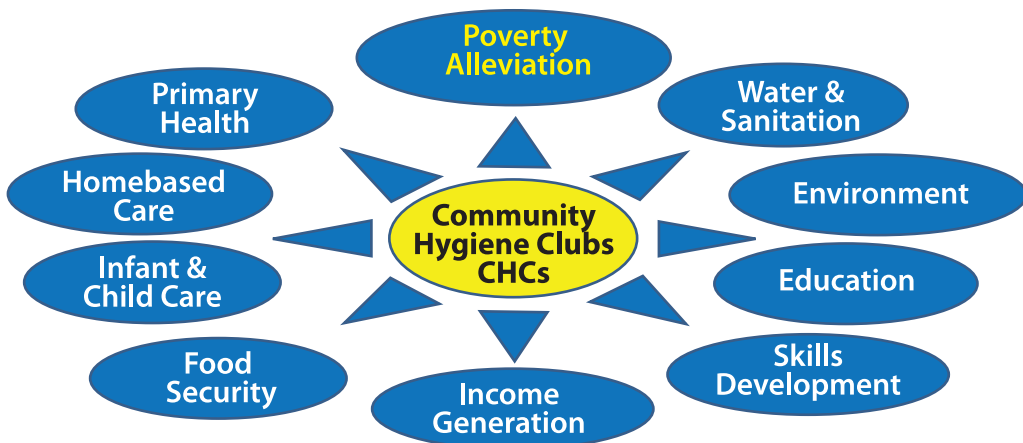 Poverty
Alleviation
Primary
Health
Water &
Sanitation
Homebased
Care
Environment
Community
Hygiene Clubs
CHCs
Infant &
Child Care
Education
Food
Security
Skills
Development
Income
Generation